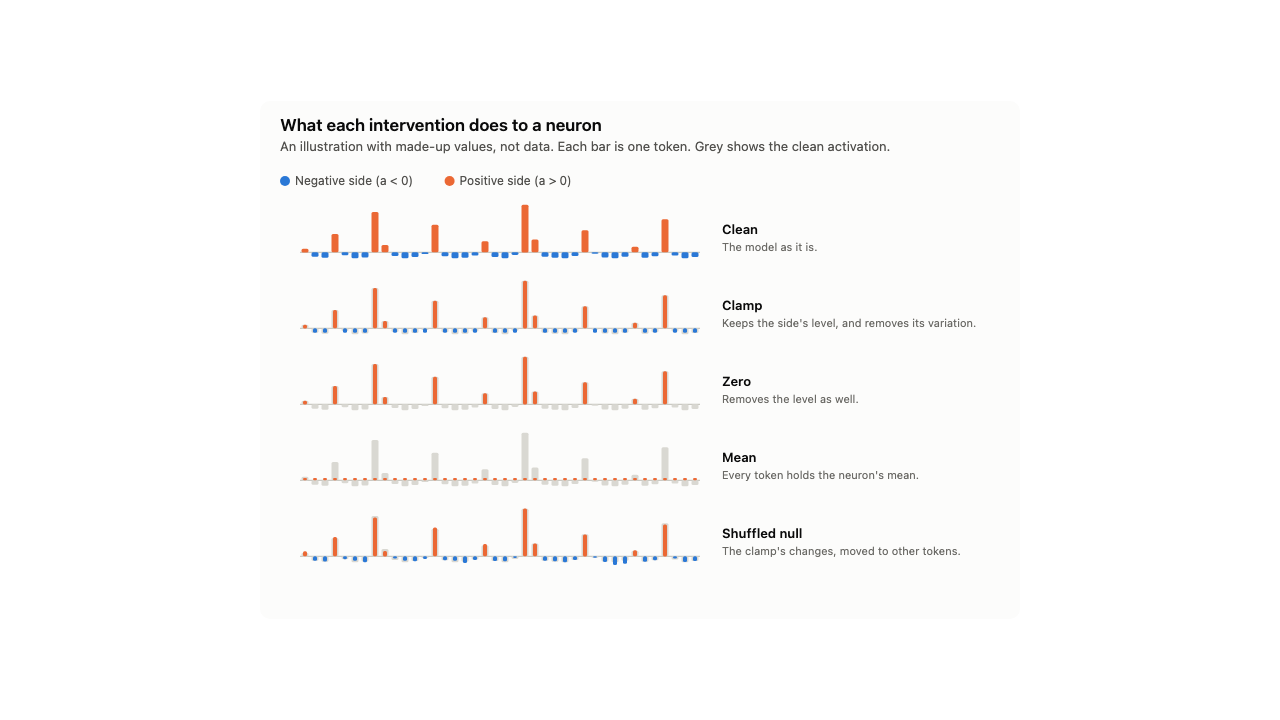 What each intervention does to a neuron
An illustration with made-up values, not data. Each bar is one token. Grey shows the clean activation.
Negative side (a < 0)
Positive side (a > 0)
Clean
The model as it is.
Clamp
Keeps the side's level, and removes its variation.
Zero
Removes the level as well.
Mean
Every token holds the neuron's mean.
Shuffled null
The clamp's changes, moved to other tokens.